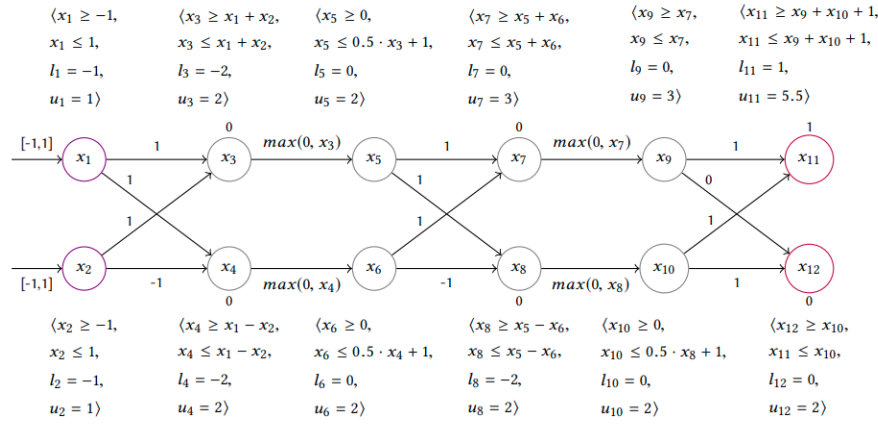 ⟨x₁ ≥ −1, ⟨x₃ ≥ x₁ + x₂, ⟨x₅ ≥ 0, ⟨x₇ ≥ x₅ + x₆, ⟨x₉ ≥ x₇, ⟨x₁₁ ≥ x₉ + x₁₀ + 1,
x₁ ≤ 1, x₃ ≤ x₁ + x₂, x₅ ≤ 0.5 · x₃ + 1, x₇ ≤ x₅ + x₆, x₉ ≤ x₇, x₁₁ ≤ x₉ + x₁₀ + 1,
l₁ = −1, l₃ = −2, l₅ = 0, l₇ = 0, l₉ = 0, l₁₁ = 1,
u₁ = 1⟩ u₃ = 2⟩ u₅ = 2⟩ u₇ = 3⟩ u₉ = 3⟩ u₁₁ = 5.5⟩
0 0 1
[-1,1] 1 max(0, x₃) 1 max(0, x₇) 1
x₁ x₃ x₅ x₇ x₉ x₁₁
1 1 0
1 1 1
x₂ x₄ x₆ x₈ x₁₀ x₁₂
[-1,1] -1 max(0, x₄) -1 max(0, x₈) 1
0 0 0
⟨x₂ ≥ −1, ⟨x₄ ≥ x₁ − x₂, ⟨x₆ ≥ 0, ⟨x₈ ≥ x₅ − x₆, ⟨x₁₀ ≥ 0, ⟨x₁₂ ≥ x₁₀,
x₂ ≤ 1, x₄ ≤ x₁ − x₂, x₆ ≤ 0.5 · x₄ + 1, x₈ ≤ x₅ − x₆, x₁₀ ≤ 0.5 · x₈ + 1, x₁₁ ≤ x₁₀,
l₂ = −1, l₄ = −2, l₆ = 0, l₈ = −2, l₁₀ = 0, l₁₂ = 0,
u₂ = 1⟩ u₄ = 2⟩ u₆ = 2⟩ u₈ = 2⟩ u₁₀ = 2⟩ u₁₂ = 2⟩